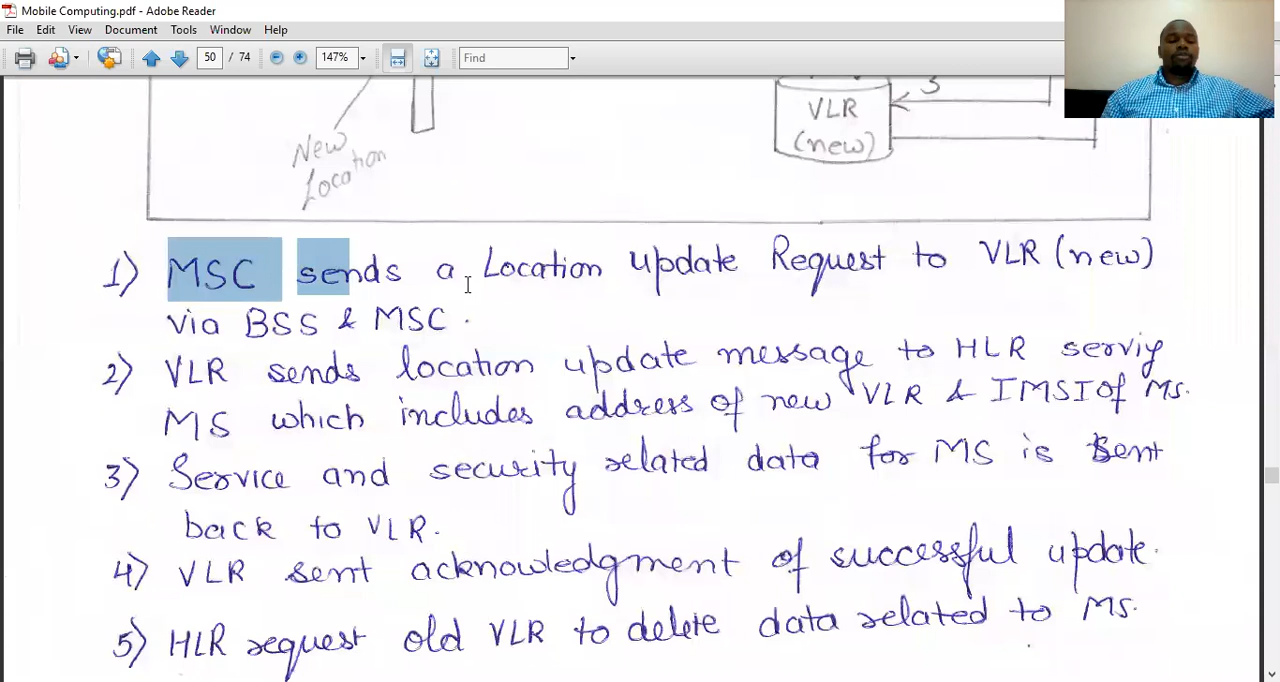 Mobile Computing.pdf - Adobe Reader
File Edit View Document Tools Window Help
50 / 74 147% Find
New
Location
3
VLR
(new)
1) MSC sends a Location update Request to VLR (new)
via BSS & MSC.
2) VLR sends location update message to HLR serviy
MS which includes address of new VLR & IMSI of MS.
3) Service and security related data for MS is sent
back to VLR.
4) VLR sent acknowledgment of successful update.
5) HLR request old VLR to delete data related to MS.